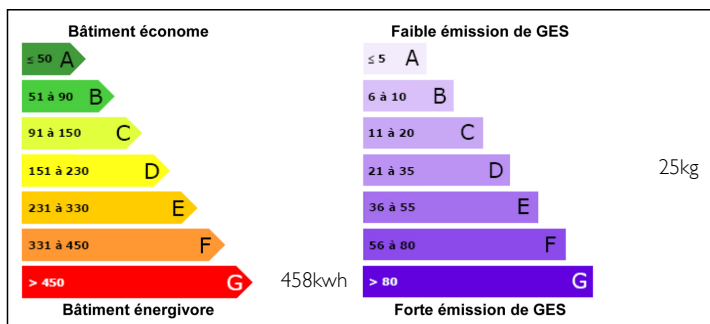 Bâtiment économe
≤ 50 A
51 à 90 B
91 à 150 C
151 à 230 D
231 à 330 E
331 à 450 F
> 450 G
458kwh
Bâtiment énergivore
Faible émission de GES
≤ 5 A
6 à 10 B
11 à 20 C
21 à 35 D
25kg
36 à 55 E
56 à 80 F
> 80 G
Forte émission de GES